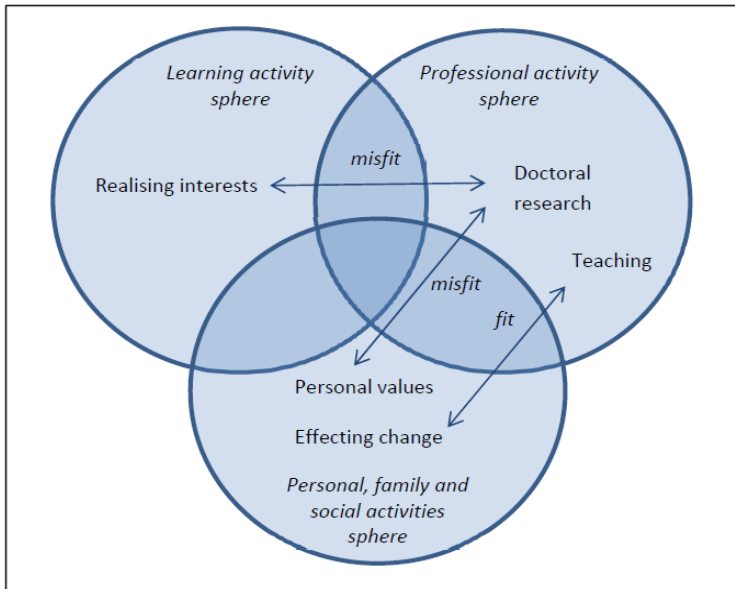 Learning activity
sphere
Professional activity
sphere
misfit
Realising interests
Doctoral
research
Teaching
misfit
fit
Personal values
Effecting change
Personal, family and
social activities
sphere